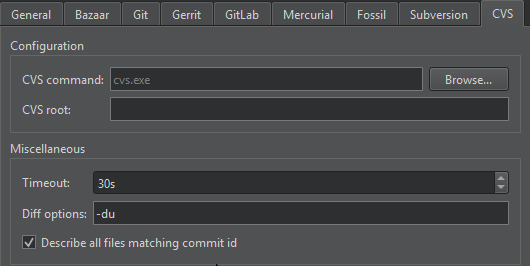 General Bazaar Git Gerrit GitLab Mercurial Fossil Subversion CVS
Configuration
CVS command: cvs.exe Browse...
CVS root:
Miscellaneous
Timeout: 30s
Diff options: -du
Describe all files matching commit id